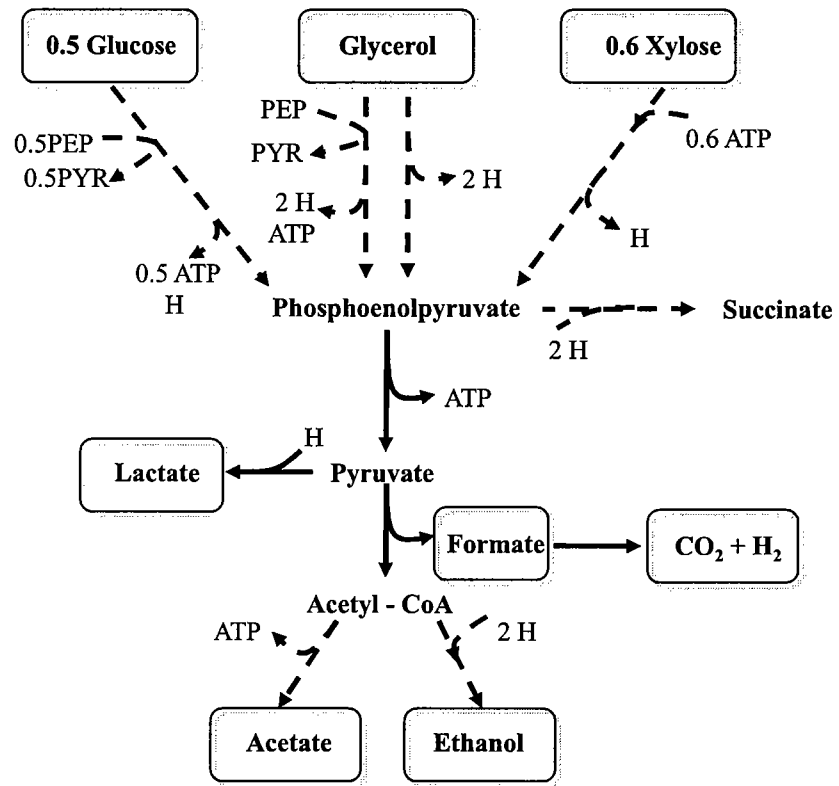 0.5 Glucose
Glycerol
0.6 Xylose
PEP
0.5PEP
0.6 ATP
PYR
0.5PYR
2 H
2 H
ATP
H
0.5 ATP
H
Phosphoenolpyruvate
Succinate
2 H
ATP
H
Lactate
Pyruvate
Formate
CO₂ + H₂
Acetyl - CoA
ATP
2 H
Acetate
Ethanol